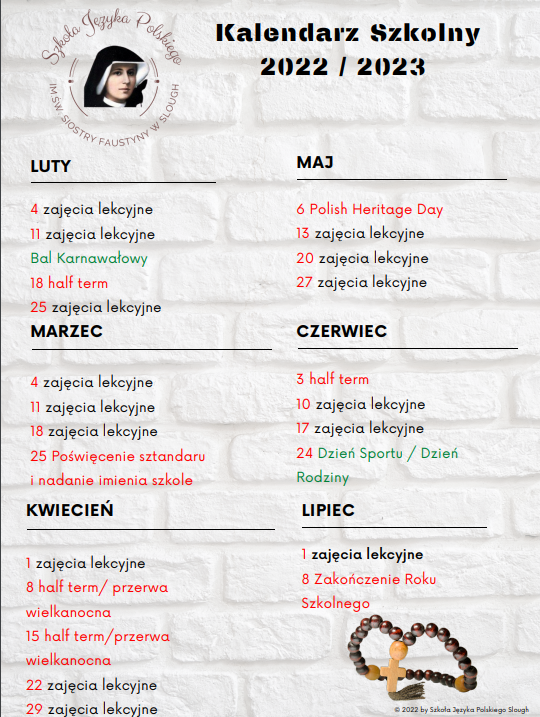 Szkoła Języka Polskiego
IM ŚW. SIOSTRY FAUSTYNY W SLOUGH
Kalendarz Szkolny
2022 / 2023
LUTY
4 zajęcia lekcyjne
11 zajęcia lekcyjne
Bal Karnawałowy
18 half term
25 zajęcia lekcyjne
MARZEC
4 zajęcia lekcyjne
11 zajęcia lekcyjne
18 zajęcia lekcyjne
25 Poświęcenie sztandaru
i nadanie imienia szkole
KWIECIEŃ
1 zajęcia lekcyjne
8 half term/ przerwa
wielkanocna
15 half term/przerwa
wielkanocna
22 zajęcia lekcyjne
29 zajęcia lekcyjne
MAJ
6 Polish Heritage Day
13 zajęcia lekcyjne
20 zajęcia lekcyjne
27 zajęcia lekcyjne
CZERWIEC
3 half term
10 zajęcia lekcyjne
17 zajęcia lekcyjne
24 Dzień Sportu / Dzień
Rodziny
LIPIEC
1 zajęcia lekcyjne
8 Zakończenie Roku
Szkolnego
© 2022 by Szkoła Języka Polskiego Slough